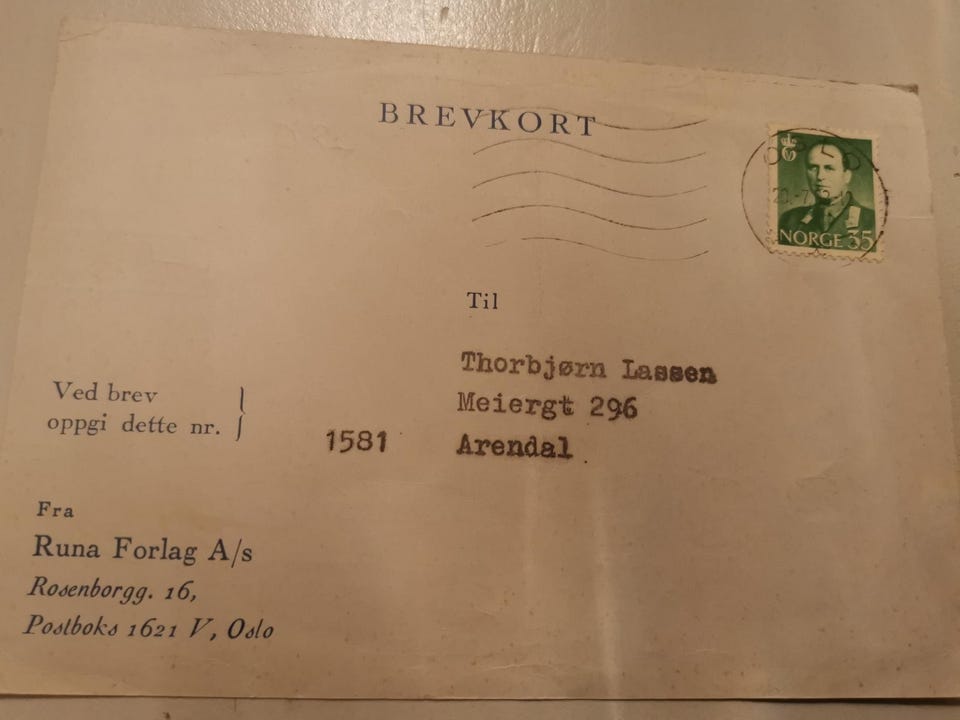 BREVKORT
OSLO
NORGE 35
Til
Thorbjørn Lassen
Meiergt 296
Arendal
Ved brev
oppgi dette nr.
1581
Fra
Runa Forlag A/s
Rosenborgg. 16,
Postboks 1621 V, Oslo